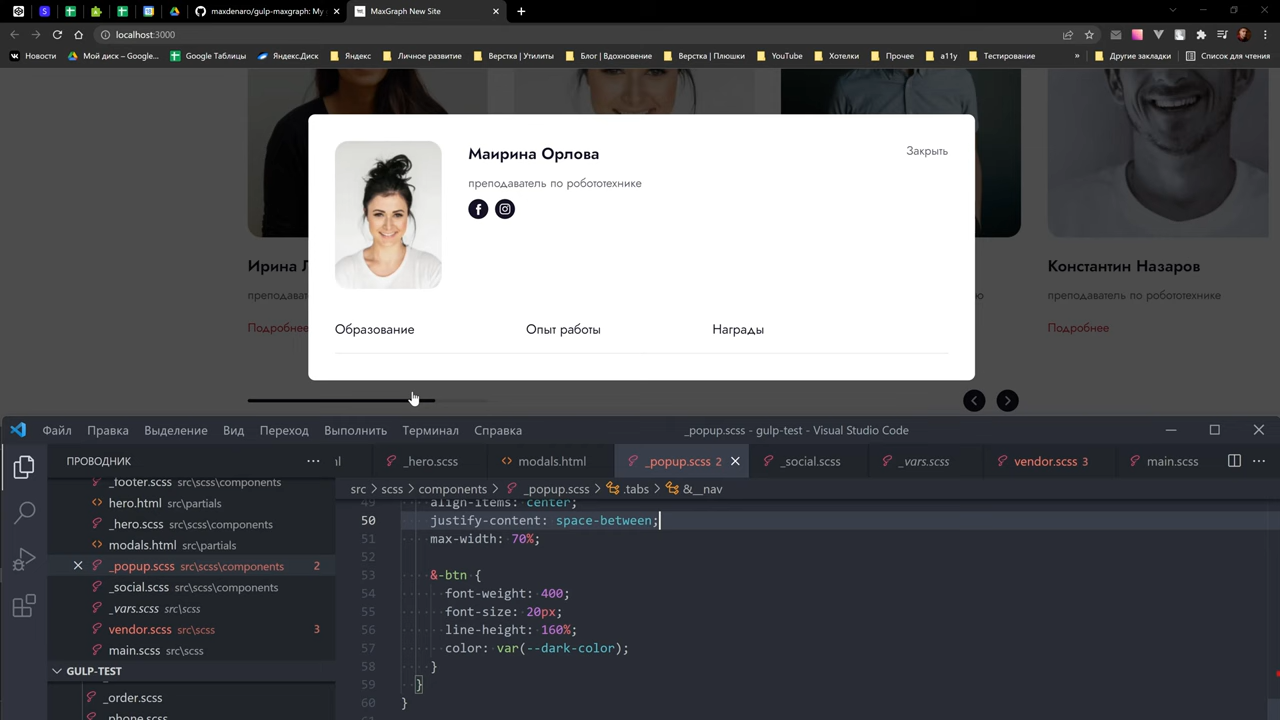 maxdenaro/gulp-maxgraph: My
MaxGraph New Site
localhost:3000
Новости
Мой диск – Google...
Google Таблицы
Яндекс.Диск
Яндекс
Личное развитие
Верстка | Утилиты
Блог | Вдохновение
Верстка | Плюшки
YouTube
Хотелки
Прочее
a11y
Тестирование
»
Другие закладки
Список для чтения
Маирина Орлова
Закрыть
преподаватель по робототехнике
Образование
Опыт работы
Награды
Ирина Л
преподават
Подробнее
ю
Константин Назаров
преподаватель по робототехнике
Подробнее
Файл Правка Выделение Вид Переход Выполнить Терминал Справка
_popup.scss - gulp-test - Visual Studio Code
ПРОВОДНИК
nl
_hero.scss
modals.html
_popup.scss 2
_social.scss
_vars.scss
vendor.scss 3
main.scss
src > scss > components > _popup.scss > .tabs > &__nav
_footer.scss src\scss\components
hero.html src\partials
_hero.scss src\scss\components
modals.html src\partials
_popup.scss src\scss\components 2
_social.scss src\scss\components
_vars.scss src\scss
vendor.scss src\scss 3
main.scss src\scss
GULP-TEST
_order.scss
_phone.scss
49 align-items: center;
50 justify-content: space-between;
51 max-width: 70%;
52
53 &-btn {
54 font-weight: 400;
55 font-size: 20px;
56 line-height: 160%;
57 color: var(--dark-color);
58 }
59 }
60 }